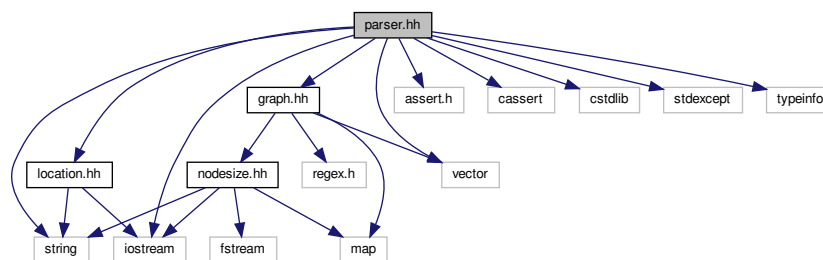 parser.hh
graph.hh
assert.h
cassert
cstdlib
stdexcept
typeinfo
location.hh
nodesize.hh
regex.h
vector
string
iostream
fstream
map